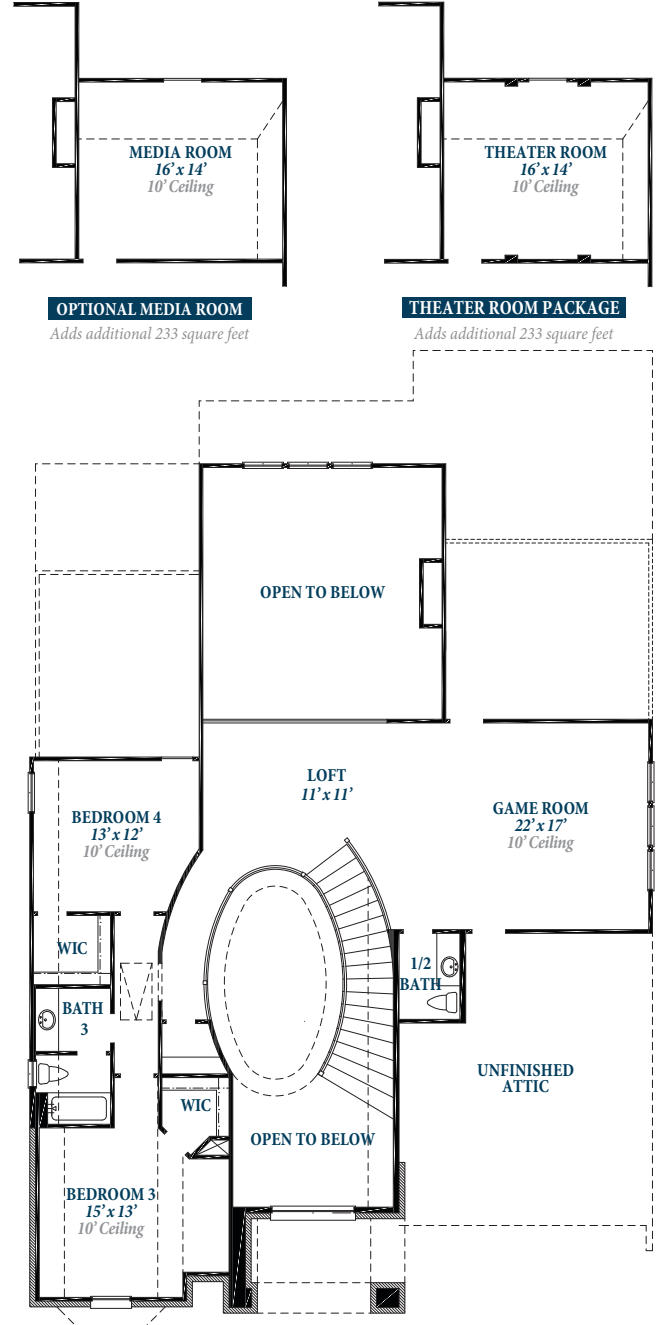 MEDIA ROOM
16' x 14'
10' Ceiling
OPTIONAL MEDIA ROOM
Adds additional 233 square feet
THEATER ROOM
16' x 14'
10' Ceiling
THEATER ROOM PACKAGE
Adds additional 233 square feet
OPEN TO BELOW
LOFT
11' x 11'
GAME ROOM
22' x 17'
10' Ceiling
BEDROOM 4
13' x 12'
10' Ceiling
WIC
1/2
BATH
BATH
3
UNFINISHED
ATTIC
WIC
OPEN TO BELOW
BEDROOM 3
15' x 13'
10' Ceiling